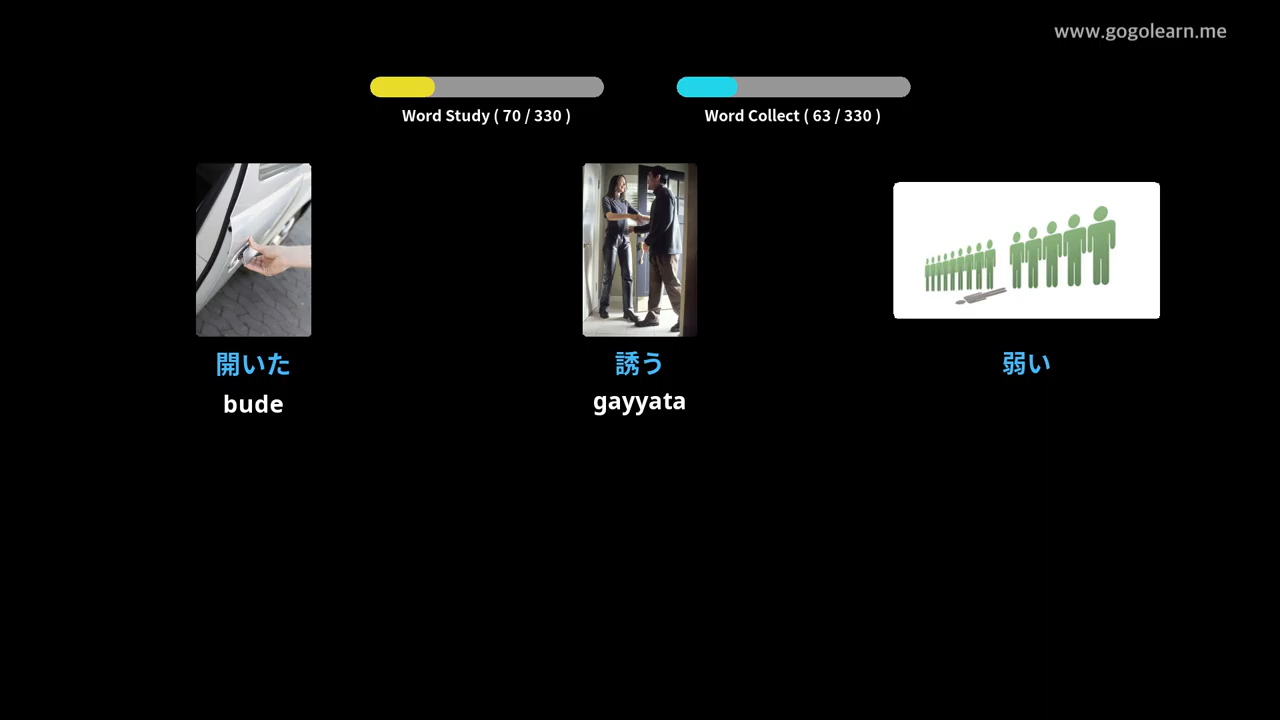 www.gogolearn.me
Word Study ( 70 / 330 )
Word Collect ( 63 / 330 )
開いた
誘う
弱い
bude
gayyata